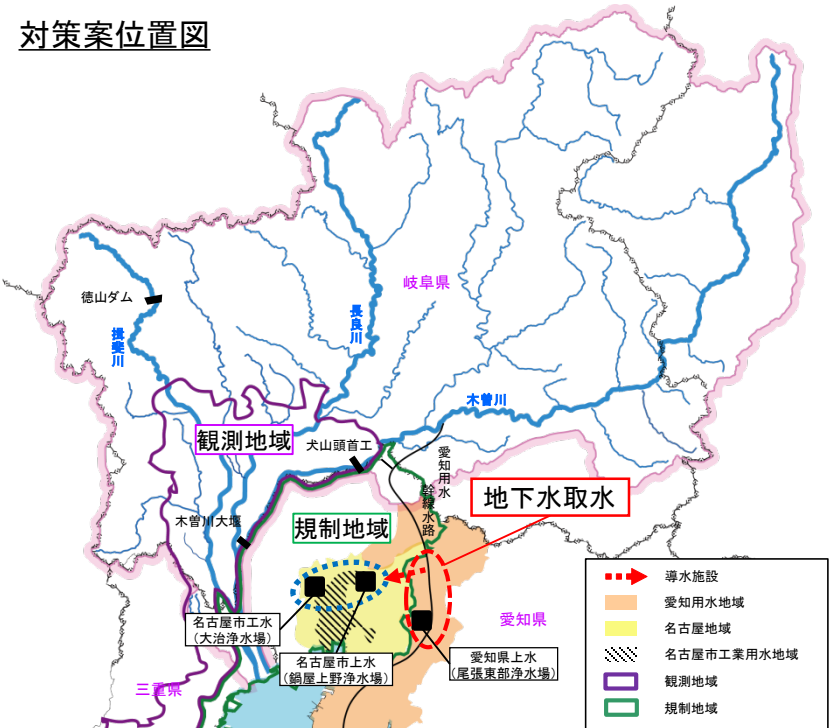 対策案位置図
岐阜県
徳山ダム
揖斐川
長良川
木曽川
観測地域
犬山頭首工
愛知用水
幹線水路
地下水取水
木曽川大堰
規制地域
名古屋市工水
(大治浄水場)
名古屋市上水
(鍋屋上野浄水場)
愛知県上水
(尾張東部浄水場)
愛知県
三重県
導水施設
愛知用水地域
名古屋地域
名古屋市工業用水地域
観測地域
規制地域